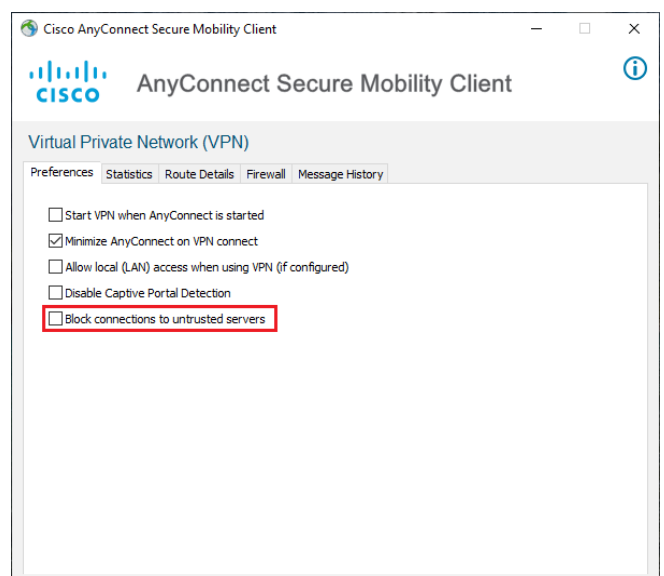 Cisco AnyConnect Secure Mobility Client
CISCO AnyConnect Secure Mobility Client
Virtual Private Network (VPN)
Preferences Statistics Route Details Firewall Message History
Start VPN when AnyConnect is started
Minimize AnyConnect on VPN connect
Allow local (LAN) access when using VPN (if configured)
Disable Captive Portal Detection
Block connections to untrusted servers